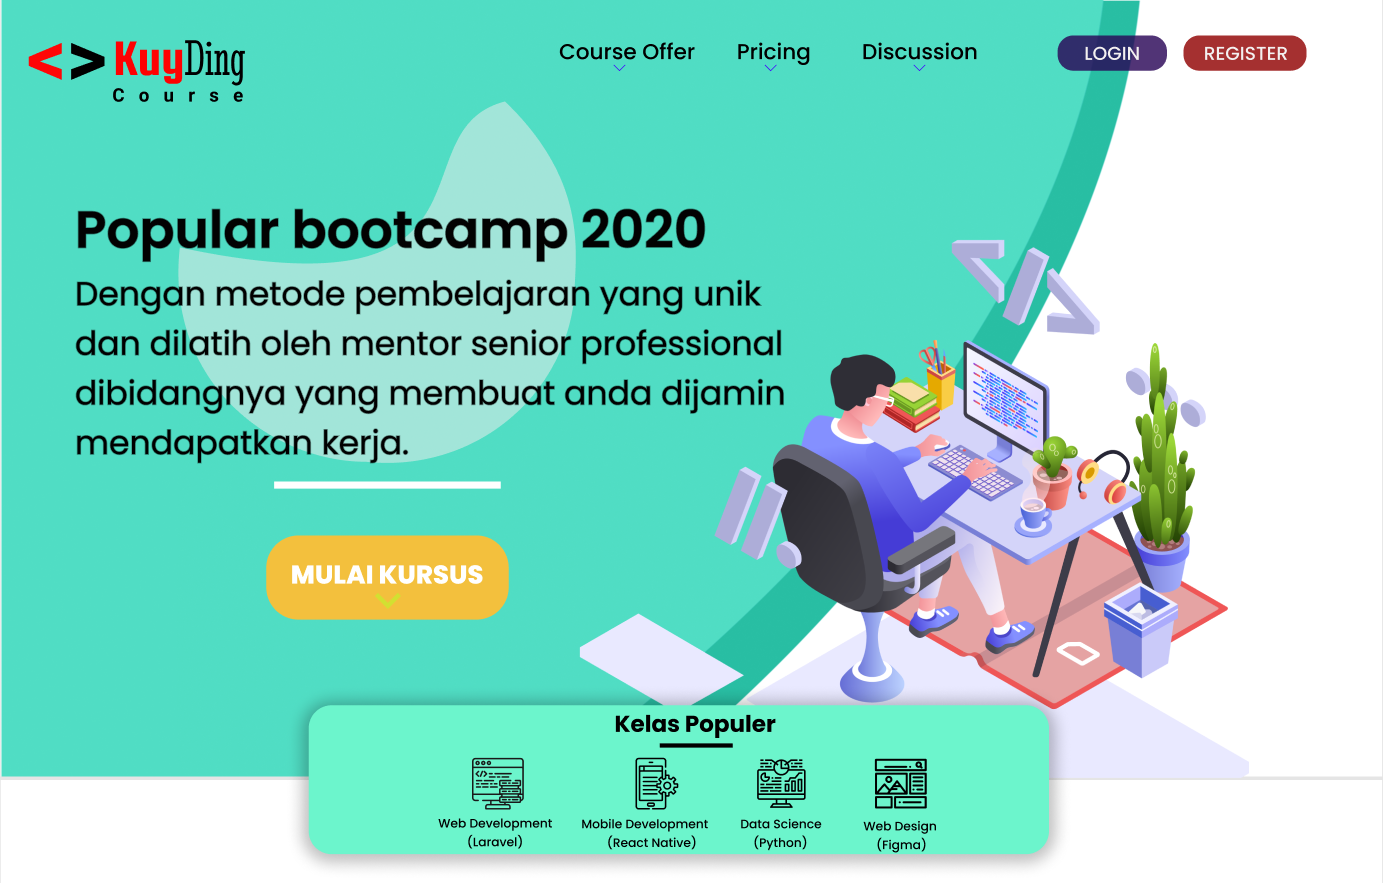 <> KuyDing
Course
Course Offer
Pricing
Discussion
LOGIN
REGISTER
Popular bootcamp 2020
Dengan metode pembelajaran yang unik
dan dilatih oleh mentor senior professional
dibidangnya yang membuat anda dijamin
mendapatkan kerja.
MULAI KURSUS
Kelas Populer
Web Development
(Laravel)
Mobile Development
(React Native)
Data Science
(Python)
Web Design
(Figma)